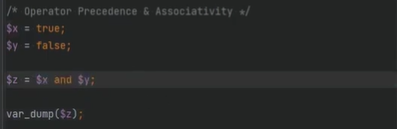 /* Operator Precedence & Associativity */
$x = true;
$y = false;
$z = $x and $y;
var_dump($z);